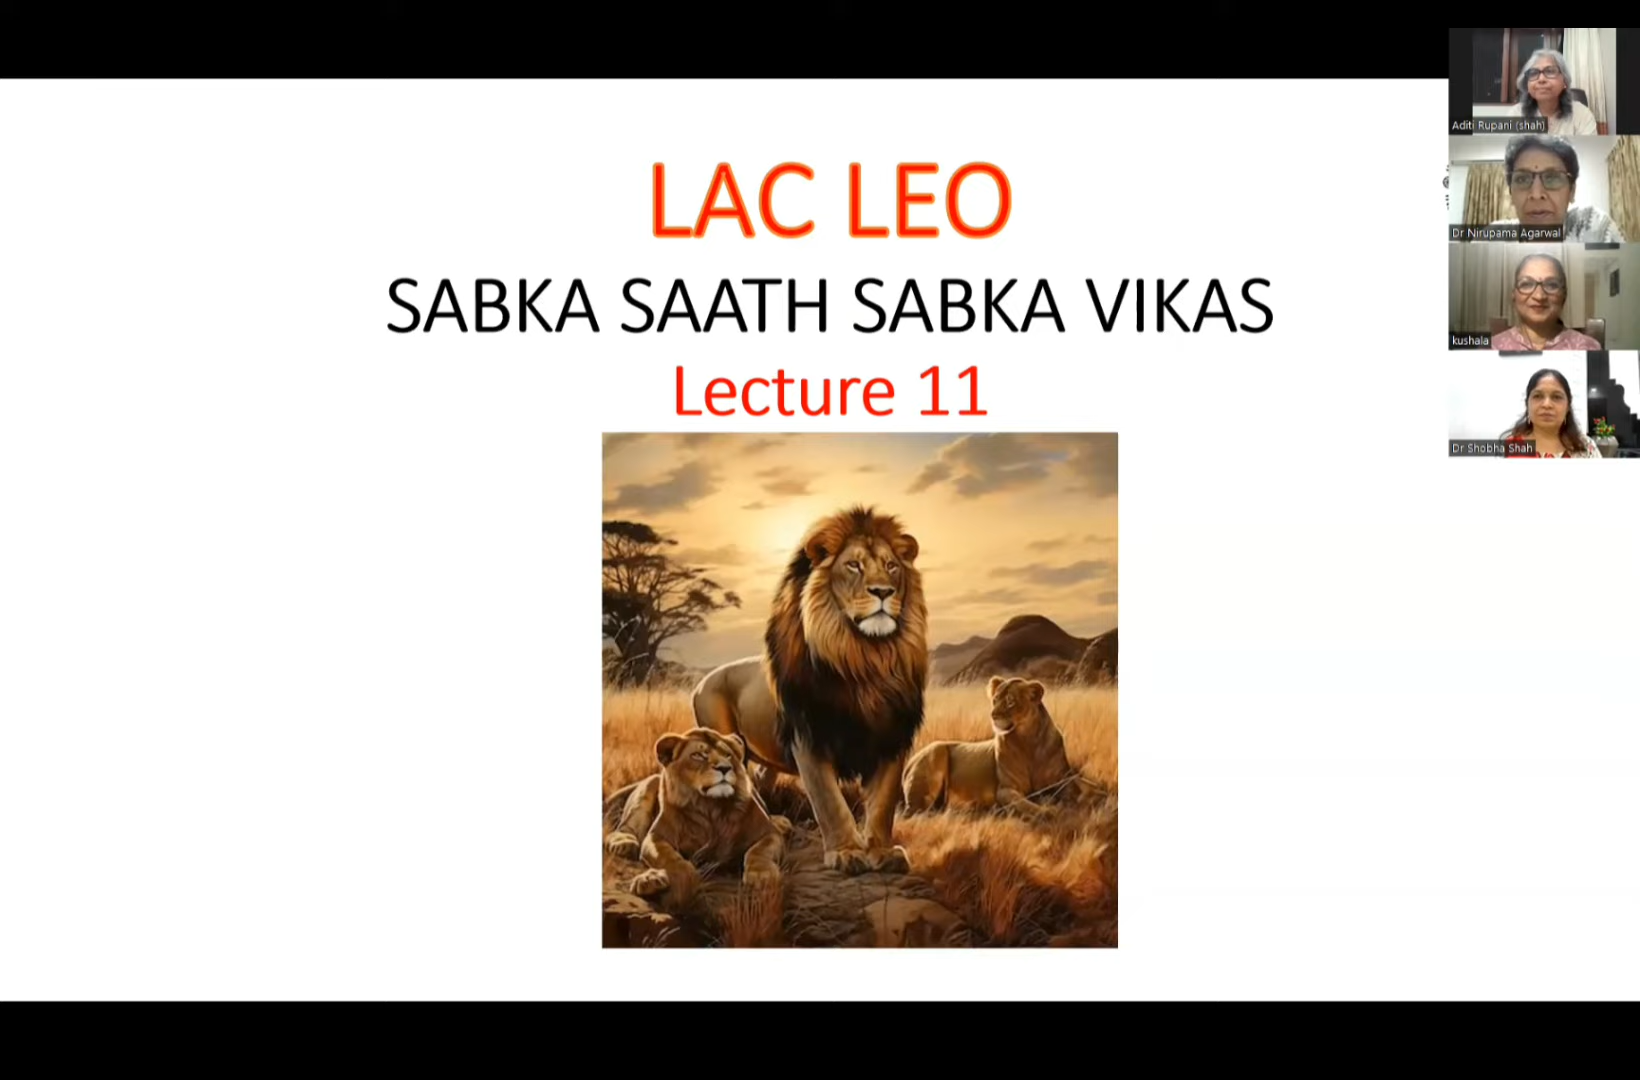 LAC LEO
SABKA SAATH SABKA VIKAS
Lecture 11
Aditi Rupani (shah)
Dr Nirupama Agarwal
kushala
Dr Shobha Shah